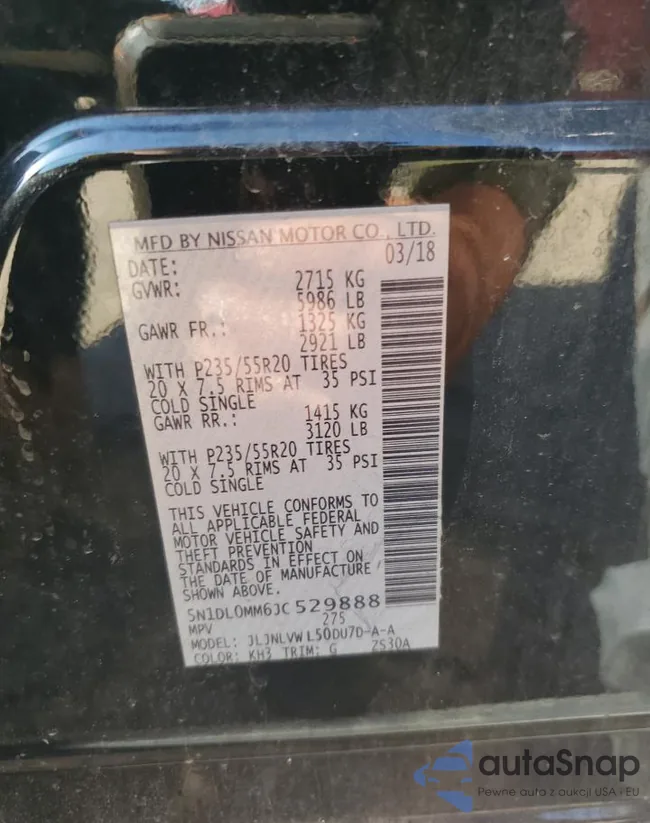 MFD BY NISSAN MOTOR CO., LTD.
DATE: 03/18
GVWR: 2715 KG
5986 LB
GAWR FR.: 1325 KG
2921 LB
WITH P235/55R20 TIRES
20 X 7.5 RIMS AT 35 PSI
COLD SINGLE
GAWR RR.: 1415 KG
3120 LB
WITH P235/55R20 TIRES
20 X 7.5 RIMS AT 35 PSI
COLD SINGLE
THIS VEHICLE CONFORMS TO
ALL APPLICABLE FEDERAL
MOTOR VEHICLE SAFETY AND
THEFT PREVENTION
STANDARDS IN EFFECT ON
THE DATE OF MANUFACTURE
SHOWN ABOVE.
5N1DL0MM6JC529888
MPV 275
MODEL: JLJNLVWL50DU7D-A-A
COLOR: KH3 TRIM: G ZS30A
autaSnap
Pewne auta z aukcji USA i EU